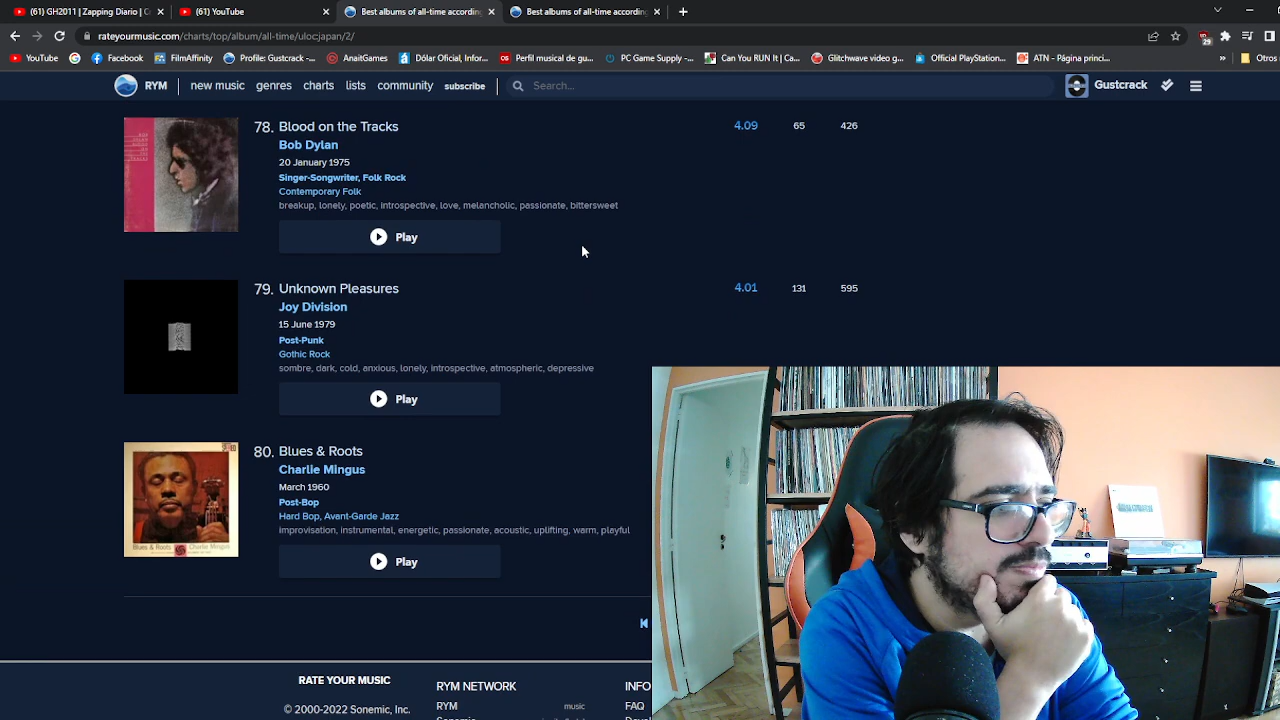 (61) GH2011 | Zapping Diario | C
(61) YouTube
Best albums of all-time recording
Best albums of all-time recording
rateyourmusic.com/charts/top/album/all-time/ulocjapan/2/
29
YouTube
Facebook
FilmAffinity
Profile: Gustcrack -...
AnaitGames
Dólar Oficial, Infor...
Perfil musical de gu...
PC Game Supply -...
Can You RUN It | Ca...
Glitchwave video g...
Official PlayStation...
ATN - Página princi...
»
Otros
RYM
new music
genres
charts
lists
community
subscribe
Search...
Gustcrack
78. Blood on the Tracks
4.09
65
426
Bob Dylan
20 January 1975
Singer-Songwriter, Folk Rock
Contemporary Folk
breakup, lonely, poetic, introspective, love, melancholic, passionate, bittersweet
Play
79. Unknown Pleasures
4.01
131
595
Joy Division
15 June 1979
Post-Punk
Gothic Rock
sombre, dark, cold, anxious, lonely, introspective, atmospheric, depressive
Play
80. Blues & Roots
Charlie Mingus
March 1960
Post-Bop
Hard Bop, Avant-Garde Jazz
improvisation, instrumental, energetic, passionate, acoustic, uplifting, warm, playful
Blues & Roots Charlie Mingus
Play
RATE YOUR MUSIC
RYM NETWORK
INFO
© 2000-2022 Sonemic, Inc.
RYM
music
FAQ